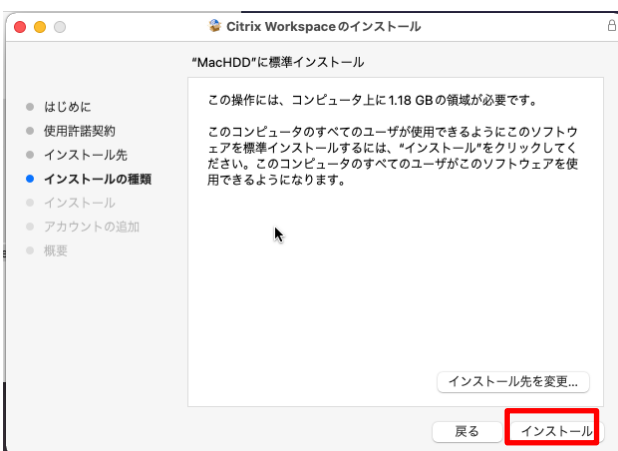 Citrix Workspaceのインストール
"MacHDD"に標準インストール
はじめに
使用許諾契約
インストール先
インストールの種類
インストール
アカウントの追加
概要
この操作には、コンピュータ上に1.18 GBの領域が必要です。
このコンピュータのすべてのユーザが使用できるようにこのソフトウ
ェアを標準インストールするには、"インストール"をクリックしてく
ださい。このコンピュータのすべてのユーザがこのソフトウェアを使
用できるようになります。
インストール先を変更...
戻る
インストール